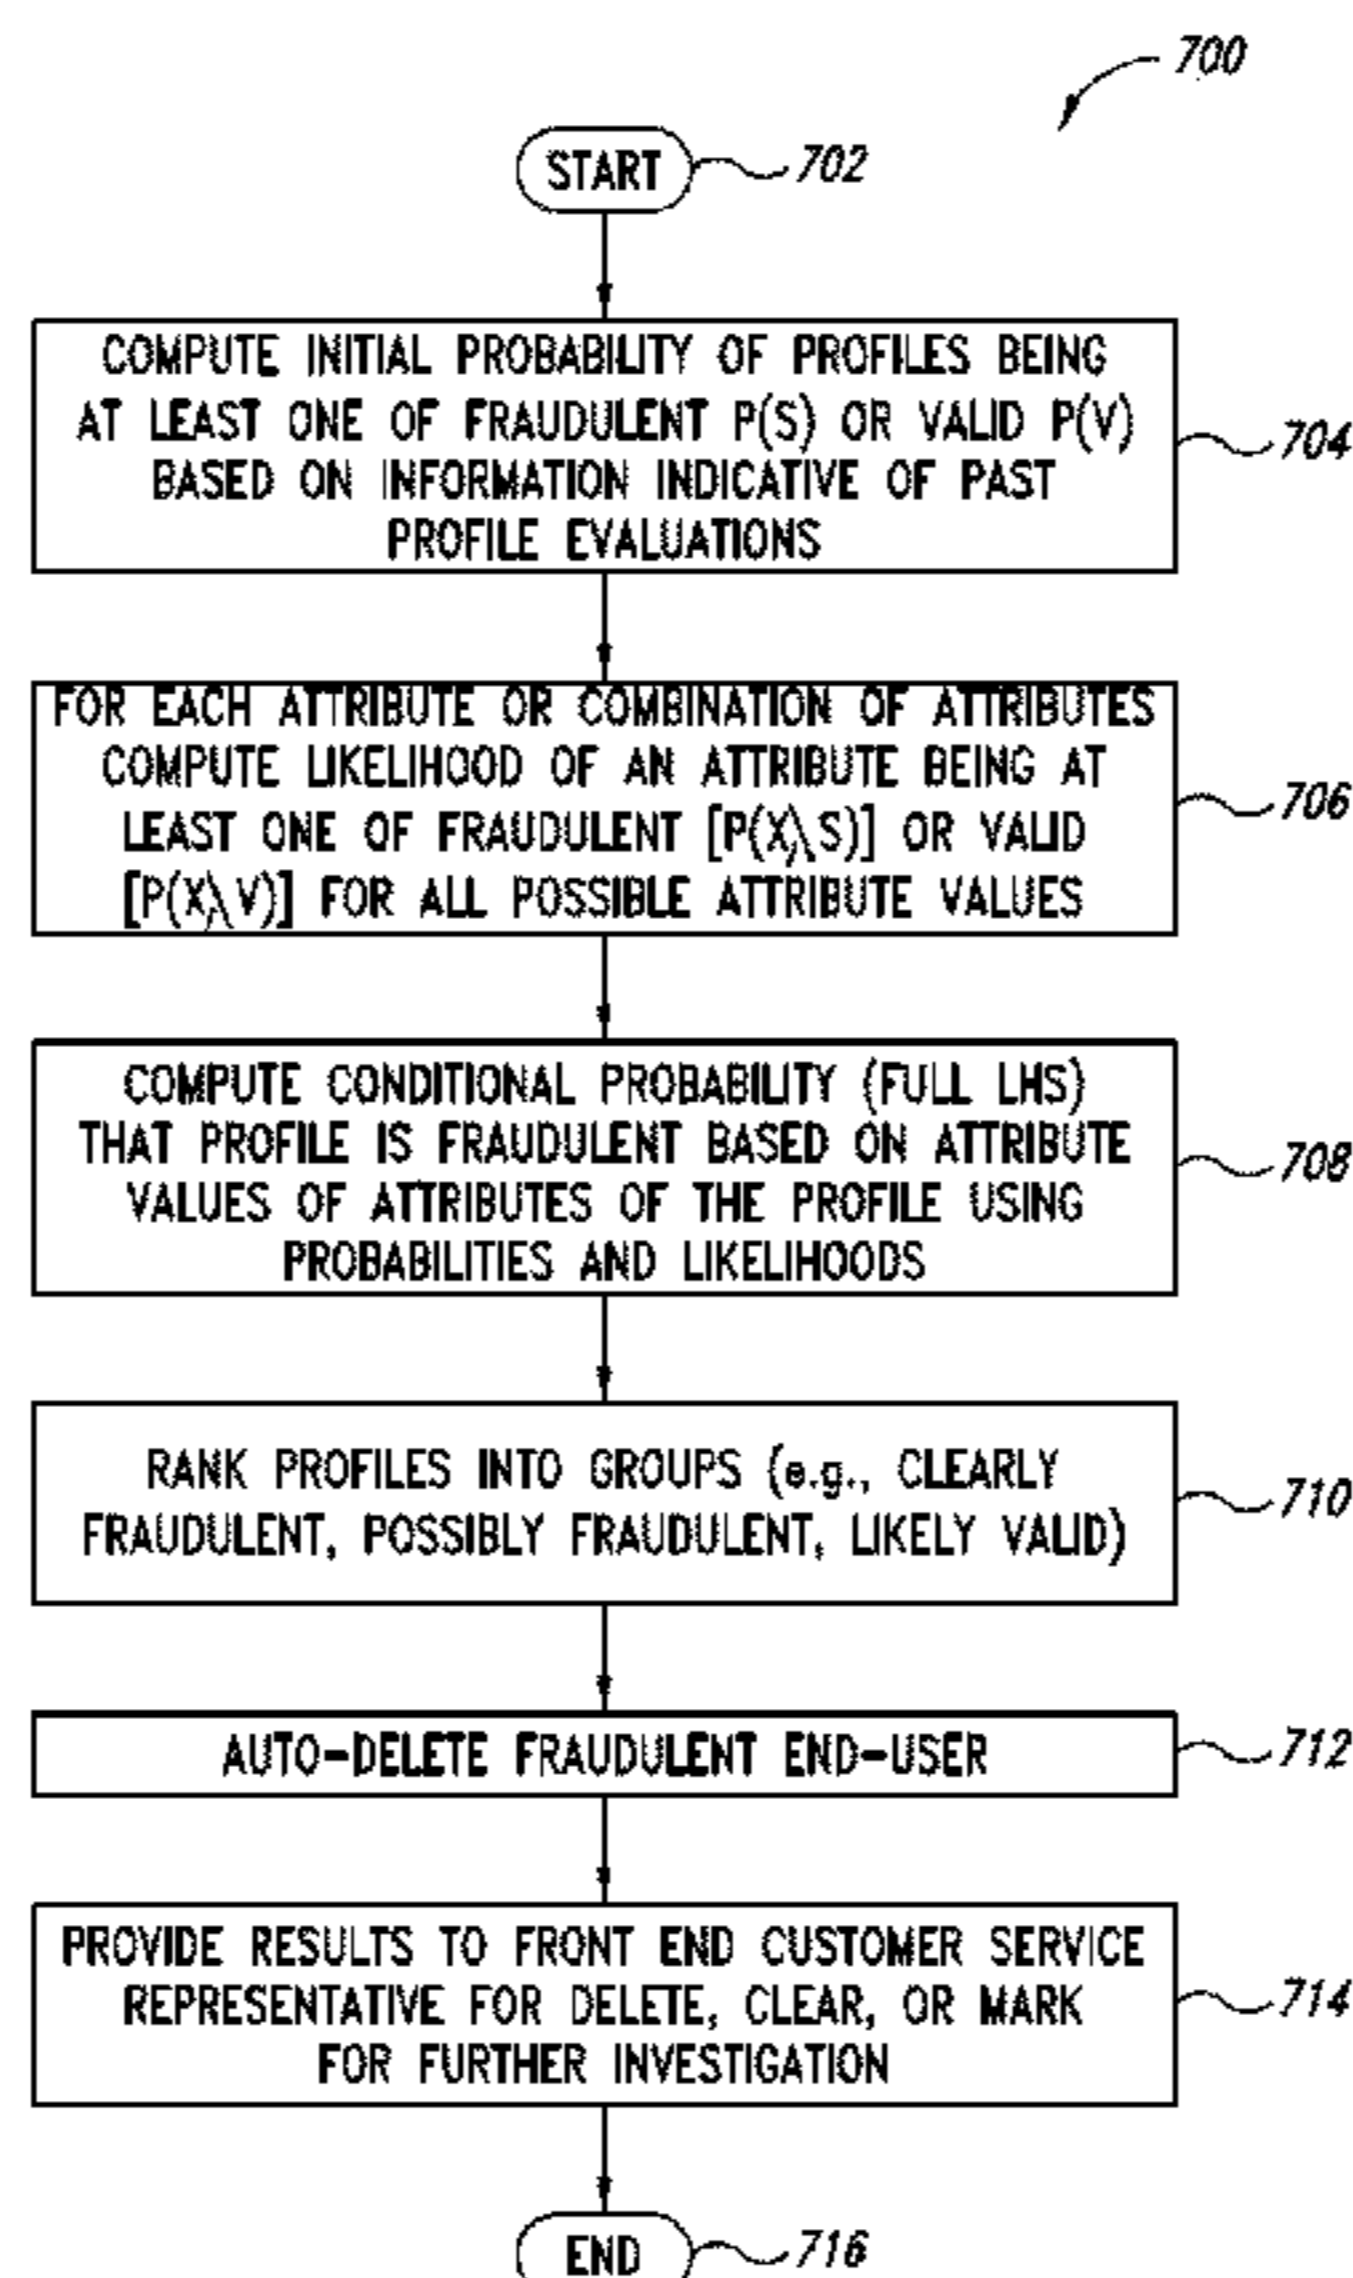 700
START
702
COMPUTE INITIAL PROBABILITY OF PROFILES BEING
AT LEAST ONE OF FRAUDULENT P(S) OR VALID P(V)
BASED ON INFORMATION INDICATIVE OF PAST
PROFILE EVALUATIONS
704
FOR EACH ATTRIBUTE OR COMBINATION OF ATTRIBUTES
COMPUTE LIKELIHOOD OF AN ATTRIBUTE BEING AT
LEAST ONE OF FRAUDULENT [P(X,\S)] OR VALID
[P(X,\V)] FOR ALL POSSIBLE ATTRIBUTE VALUES
706
COMPUTE CONDITIONAL PROBABILITY (FULL LHS)
THAT PROFILE IS FRAUDULENT BASED ON ATTRIBUTE
VALUES OF ATTRIBUTES OF THE PROFILE USING
PROBABILITIES AND LIKELIHOODS
708
RANK PROFILES INTO GROUPS (e.g., CLEARLY
FRAUDULENT, POSSIBLY FRAUDULENT, LIKELY VALID)
710
AUTO-DELETE FRAUDULENT END-USER
712
PROVIDE RESULTS TO FRONT END CUSTOMER SERVICE
REPRESENTATIVE FOR DELETE, CLEAR, OR MARK
FOR FURTHER INVESTIGATION
714
END
716